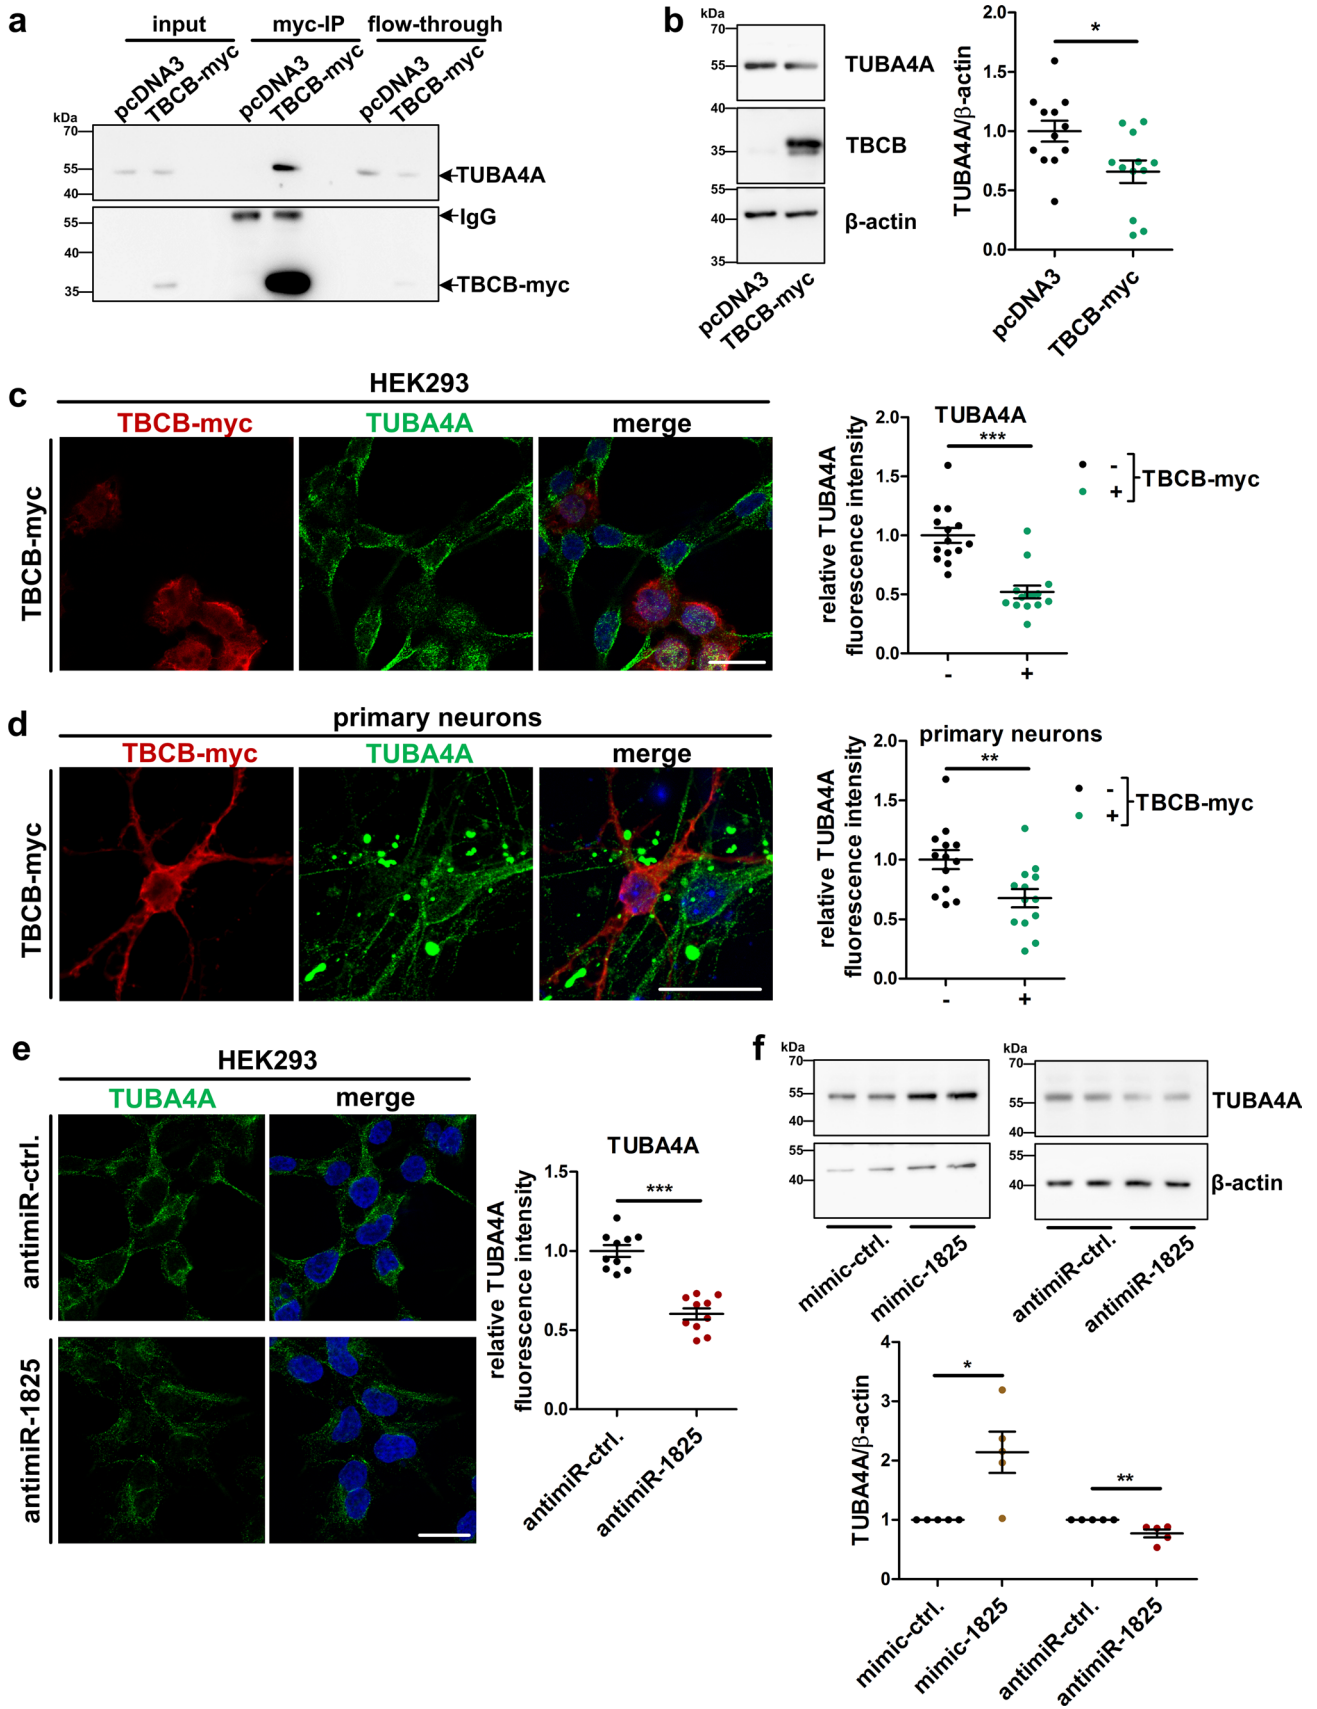 a
input myc-IP flow-through
pcDNA3 TBCB-myc pcDNA3 TBCB-myc pcDNA3 TBCB-myc
kDa
70
55
40
TUBA4A
55
40
35
IgG
TBCB-myc
b
kDa
70
55
TUBA4A
40
35
TBCB
55
40
35
β-actin
pcDNA3 TBCB-myc
TUBA4A/β-actin
2.0
1.5
1.0
0.5
0.0
*
pcDNA3 TBCB-myc
c
HEK293
TBCB-myc TUBA4A merge
TBCB-myc
relative TUBA4A
fluorescence intensity
TUBA4A
***
2.0
1.5
1.0
0.5
0.0
- +
-
+
TBCB-myc
d
primary neurons
TBCB-myc TUBA4A merge
TBCB-myc
relative TUBA4A
fluorescence intensity
primary neurons
**
2.0
1.5
1.0
0.5
0.0
- +
-
+
TBCB-myc
e
HEK293
TUBA4A merge
antimiR-ctrl.
antimiR-1825
relative TUBA4A
fluorescence intensity
TUBA4A
***
1.5
1.0
0.5
0.0
antimiR-ctrl. antimiR-1825
f
kDa
70
55
40
55
40
mimic-ctrl. mimic-1825
kDa
70
55
40
TUBA4A
55
40
β-actin
antimiR-ctrl. antimiR-1825
TUBA4A/β-actin
4
3
2
1
0
*
**
mimic-ctrl. mimic-1825 antimiR-ctrl. antimiR-1825